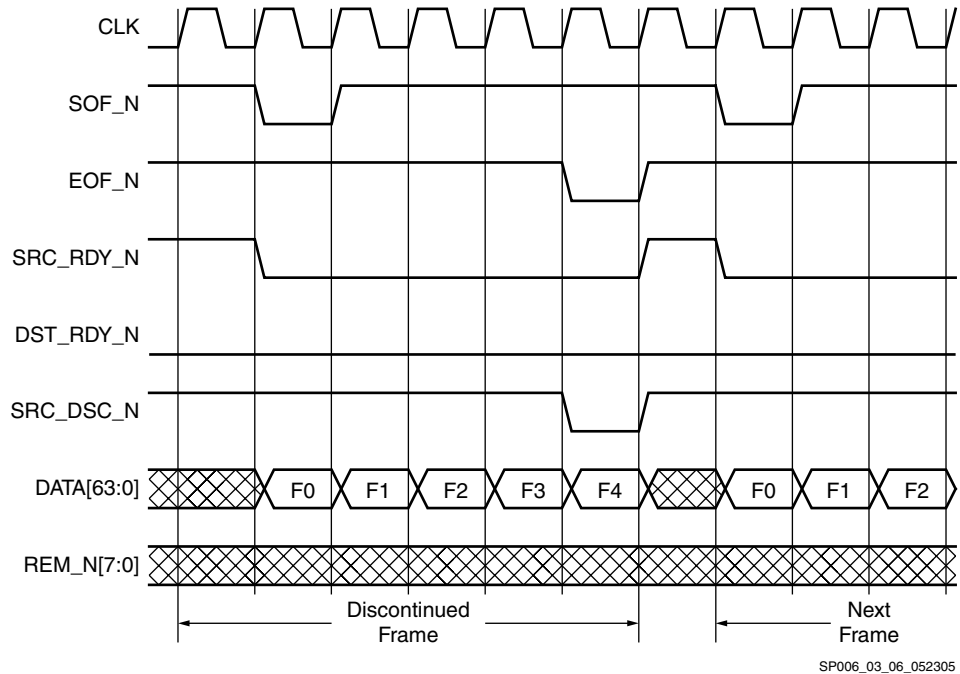 CLK
SOF_N
EOF_N
SRC_RDY_N
DST_RDY_N
SRC_DSC_N
DATA[63:0]
F0 F1 F2 F3 F4 F0 F1 F2
REM_N[7:0]
Discontinued
Frame
Next
Frame
SP006_03_06_052305